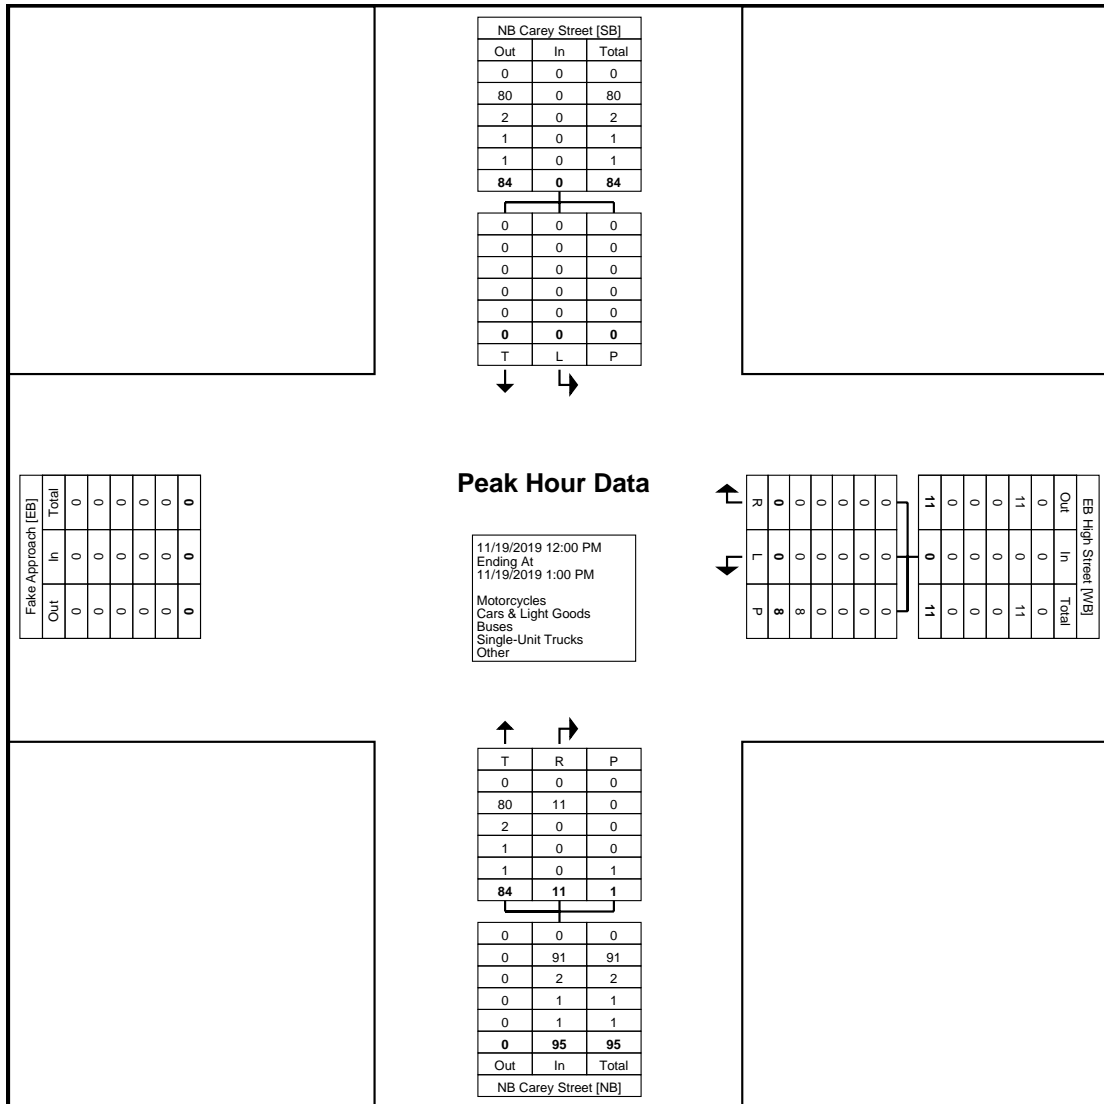 NB Carey Street [SB]
Out In Total
0 0 0
80 0 80
2 0 2
1 0 1
1 0 1
84 0 84
0 0 0
0 0 0
0 0 0
0 0 0
0 0 0
0 0 0
T L P
Fake Approach [EB]
Total 0 0 0 0 0 0
In 0 0 0 0 0 0
Out 0 0 0 0 0 0
Peak Hour Data
11/19/2019 12:00 PM
Ending At
11/19/2019 1:00 PM
Motorcycles
Cars & Light Goods
Buses
Single-Unit Trucks
Other
EB High Street [WB]
Out In Total
0 0 0
11 0 11
0 0 0
0 0 0
0 0 0
11 0 11
0 0 0
0 0 0
0 0 0
0 0 0
0 0 8
0 0 8
R L P
T R P
0 0 0
80 11 0
2 0 0
1 0 0
1 0 1
84 11 1
0 0 0
0 91 91
0 2 2
0 1 1
0 1 1
0 95 95
Out In Total
NB Carey Street [NB]